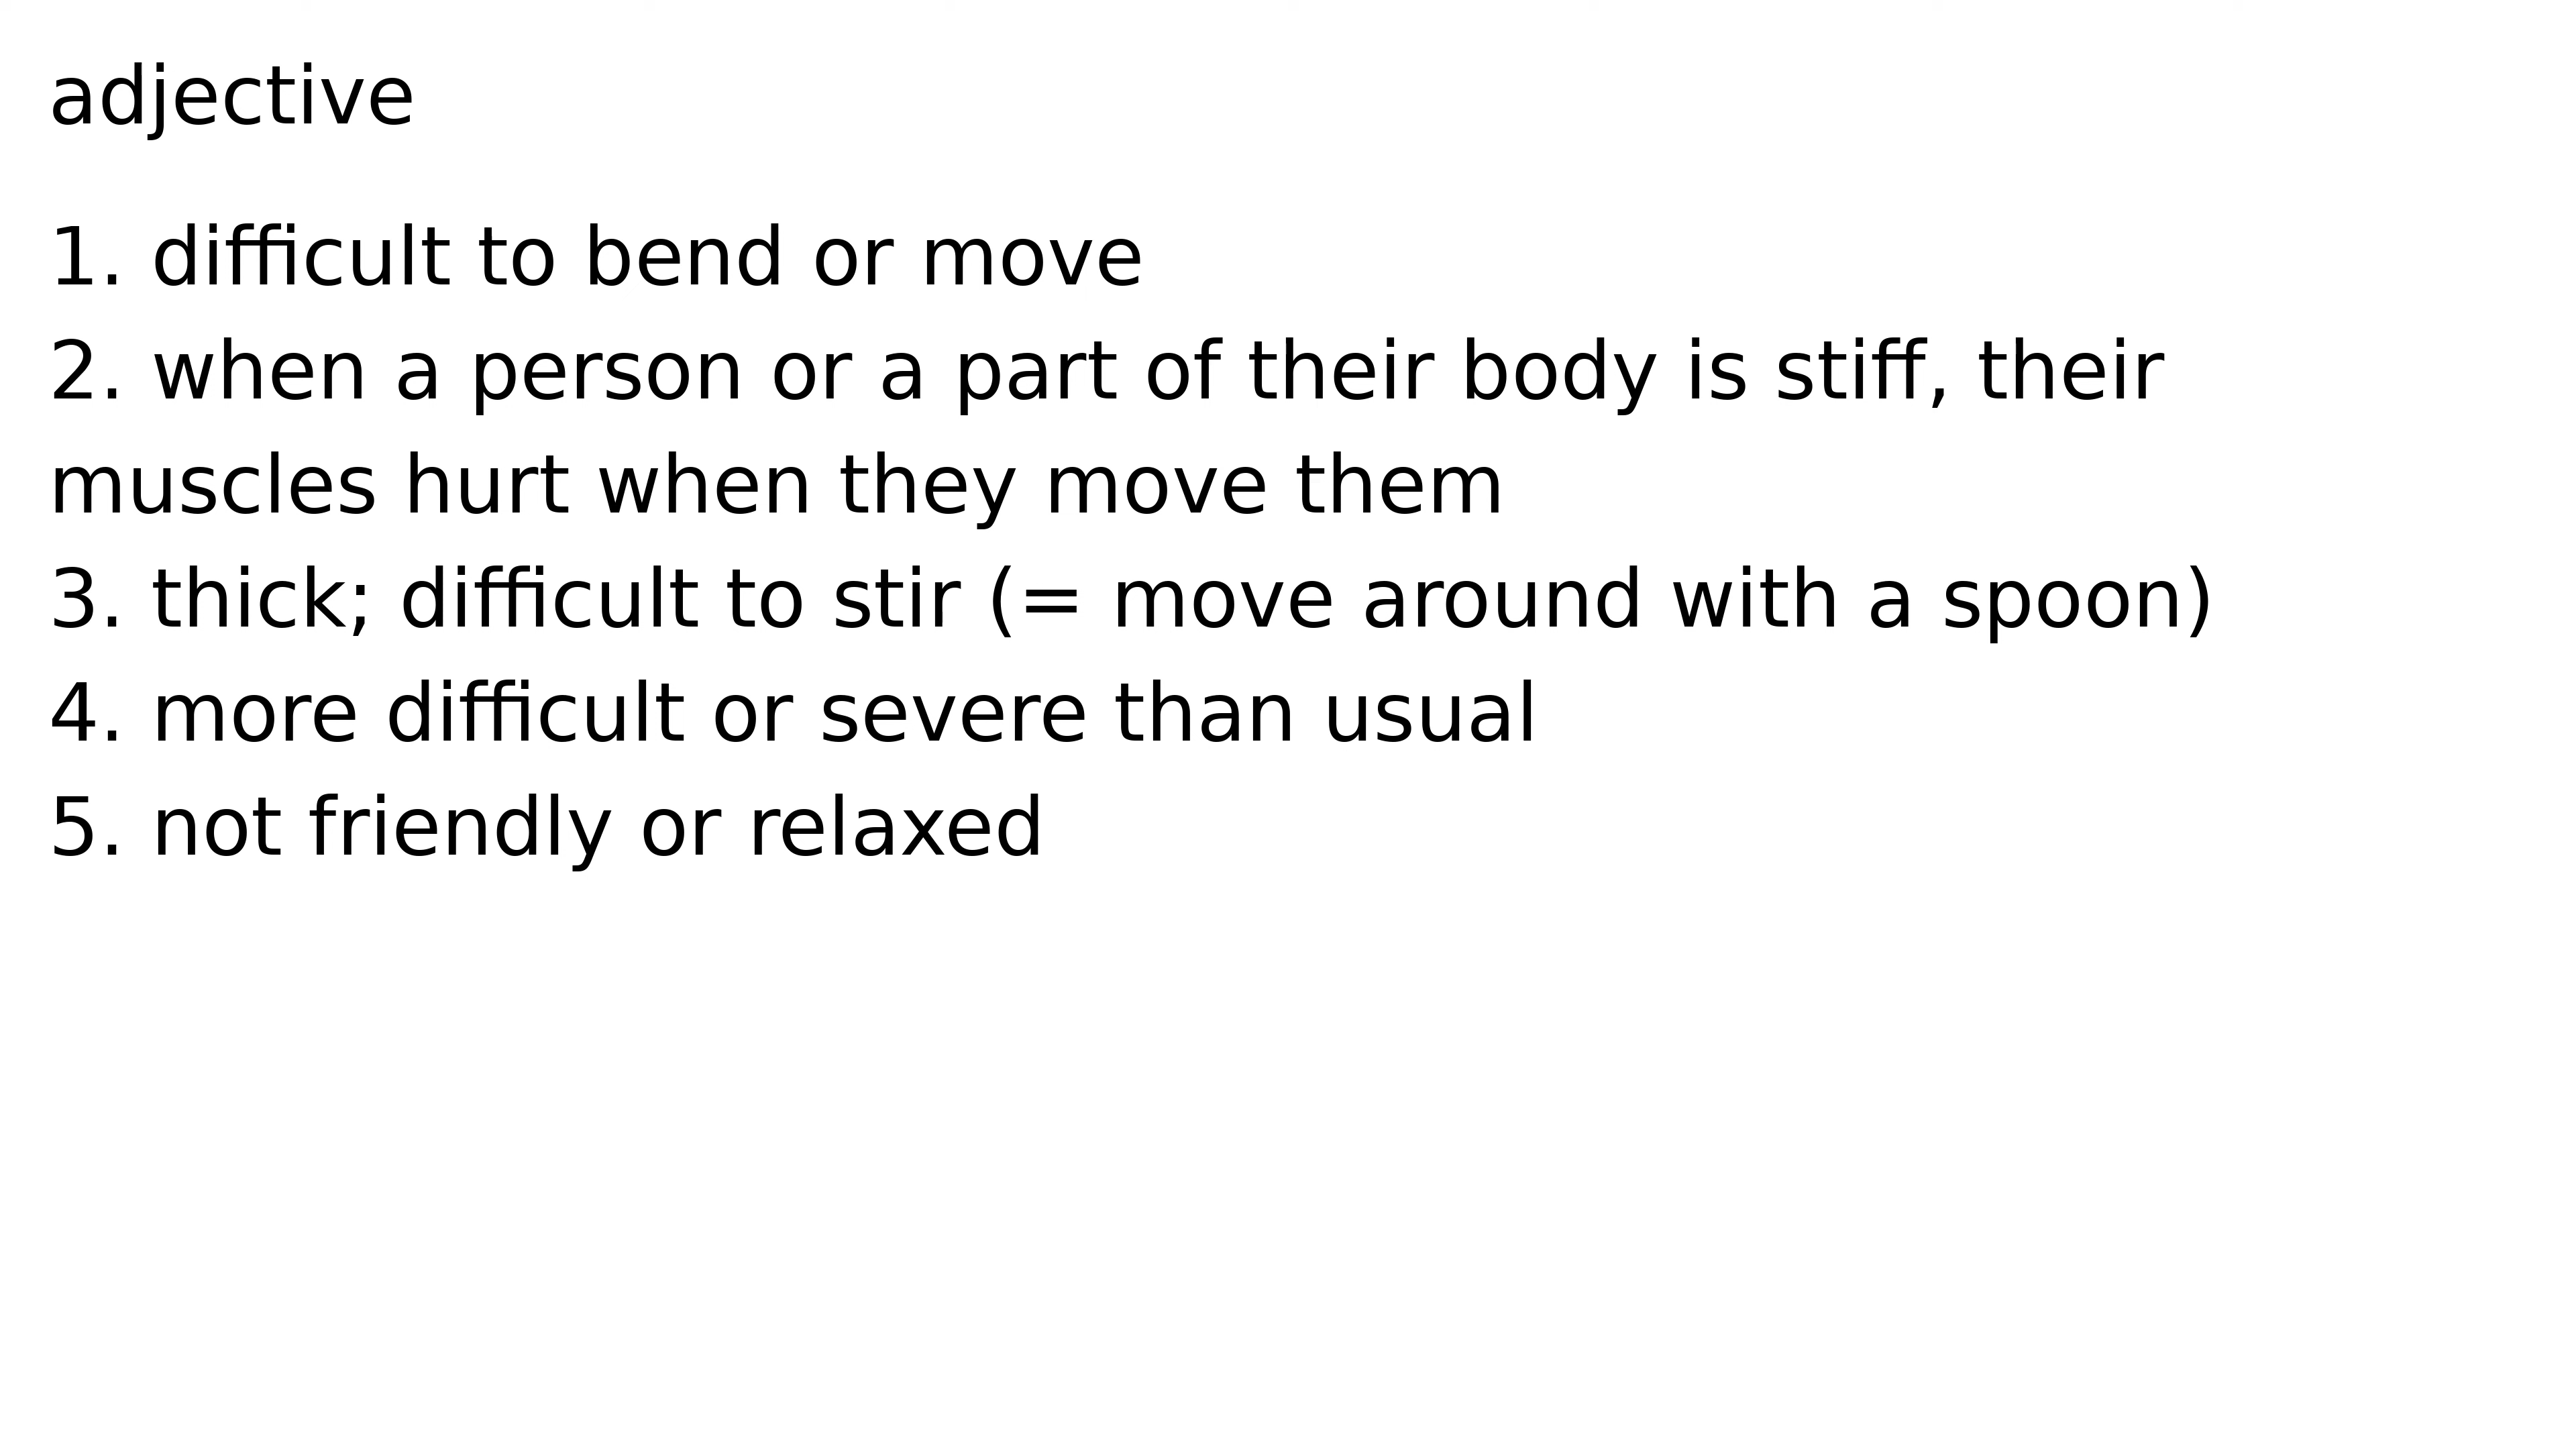 adjective
1. difficult to bend or move
2. when a person or a part of their body is stiff, their
muscles hurt when they move them
3. thick; difficult to stir (= move around with a spoon)
4. more difficult or severe than usual
5. not friendly or relaxed